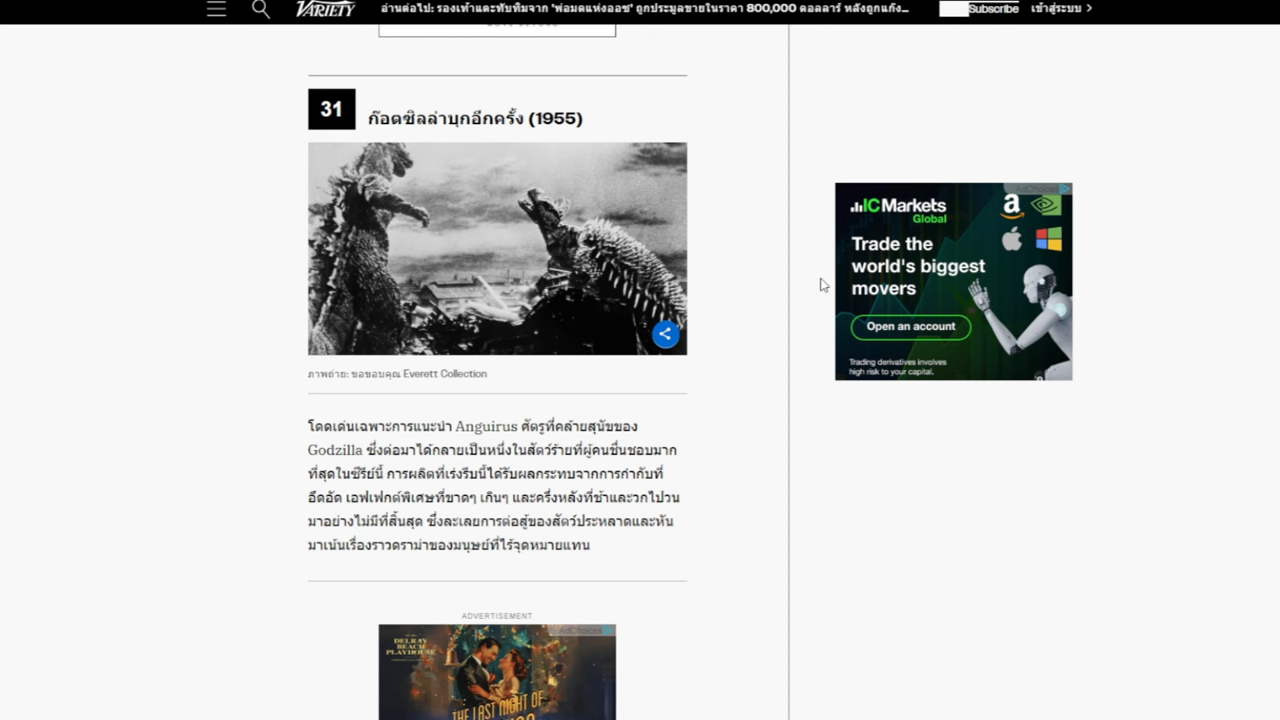 VARIETY
อ่านต่อไป: รองเท้าแตะทับทิมจาก 'พ่อมดแห่งออซ' ถูกประมูลขายในราคา 800,000 ดอลลาร์ หลังถูกแก๊ง...
Subscribe
เข้าสู่ระบบ
31
ก๊อตซิลล่าบุกอีกครั้ง (1955)
ภาพถ่าย: ขอขอบคุณ Everett Collection
โดดเด่นเฉพาะการแนะนำ Anguirus ศัตรูที่คล้ายสุนัขของ
Godzilla ซึ่งต่อมาได้กลายเป็นหนึ่งในสัตว์ร้ายที่ผู้คนชื่นชอบมาก
ที่สุดในซีรีย์นี้ การผลิตที่เร่งรีบนี้ได้รับผลกระทบจากการกำกับที่
อืดอัด เอฟเฟกต์พิเศษที่ขาดๆ เกินๆ และครึ่งหลังที่ช้าและวกไปวน
มาอย่างไม่มีที่สิ้นสุด ซึ่งละเลยการต่อสู้ของสัตว์ประหลาดและหัน
มาเน้นเรื่องราวดราม่าของมนุษย์ที่ไร้จุดหมายแทน
AdChoices
IC Markets
Global
Trade the
world's biggest
movers
Open an account
Trading derivatives involves
high risk to your capital.
ADVERTISEMENT
AdChoices
DELRAY
BEACH
PLAYHOUSE
THE LAST NIGHT OF